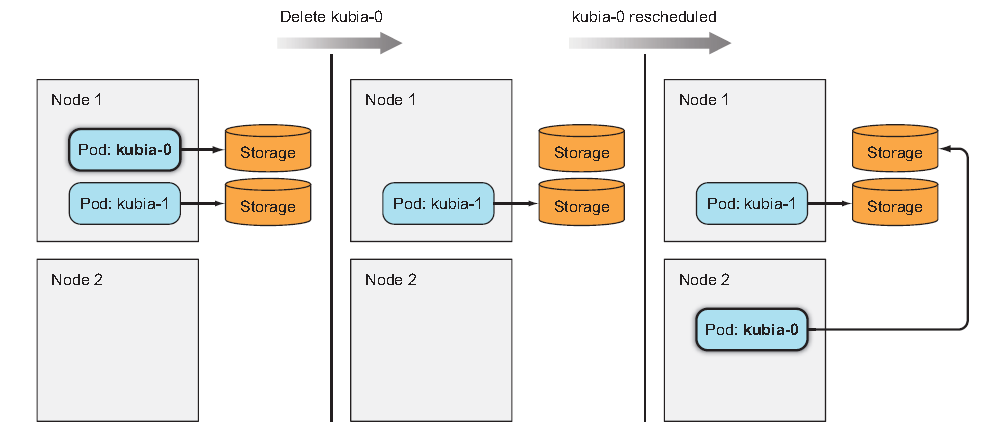 Delete kubia-0
kubia-0 rescheduled
Node 1
Pod: kubia-0
Storage
Pod: kubia-1
Storage
Node 2
Node 1
Storage
Pod: kubia-1
Storage
Node 2
Node 1
Storage
Pod: kubia-1
Storage
Node 2
Pod: kubia-0